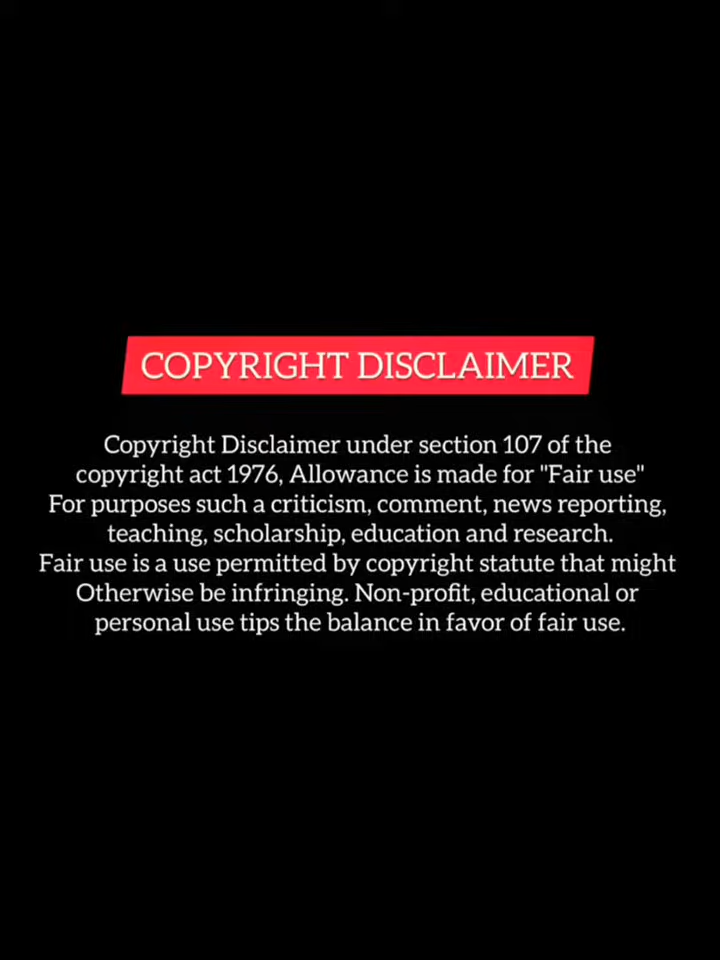 COPYRIGHT DISCLAIMER
Copyright Disclaimer under section 107 of the
copyright act 1976, Allowance is made for "Fair use"
For purposes such a criticism, comment, news reporting,
teaching, scholarship, education and research.
Fair use is a use permitted by copyright statute that might
Otherwise be infringing. Non-profit, educational or
personal use tips the balance in favor of fair use.